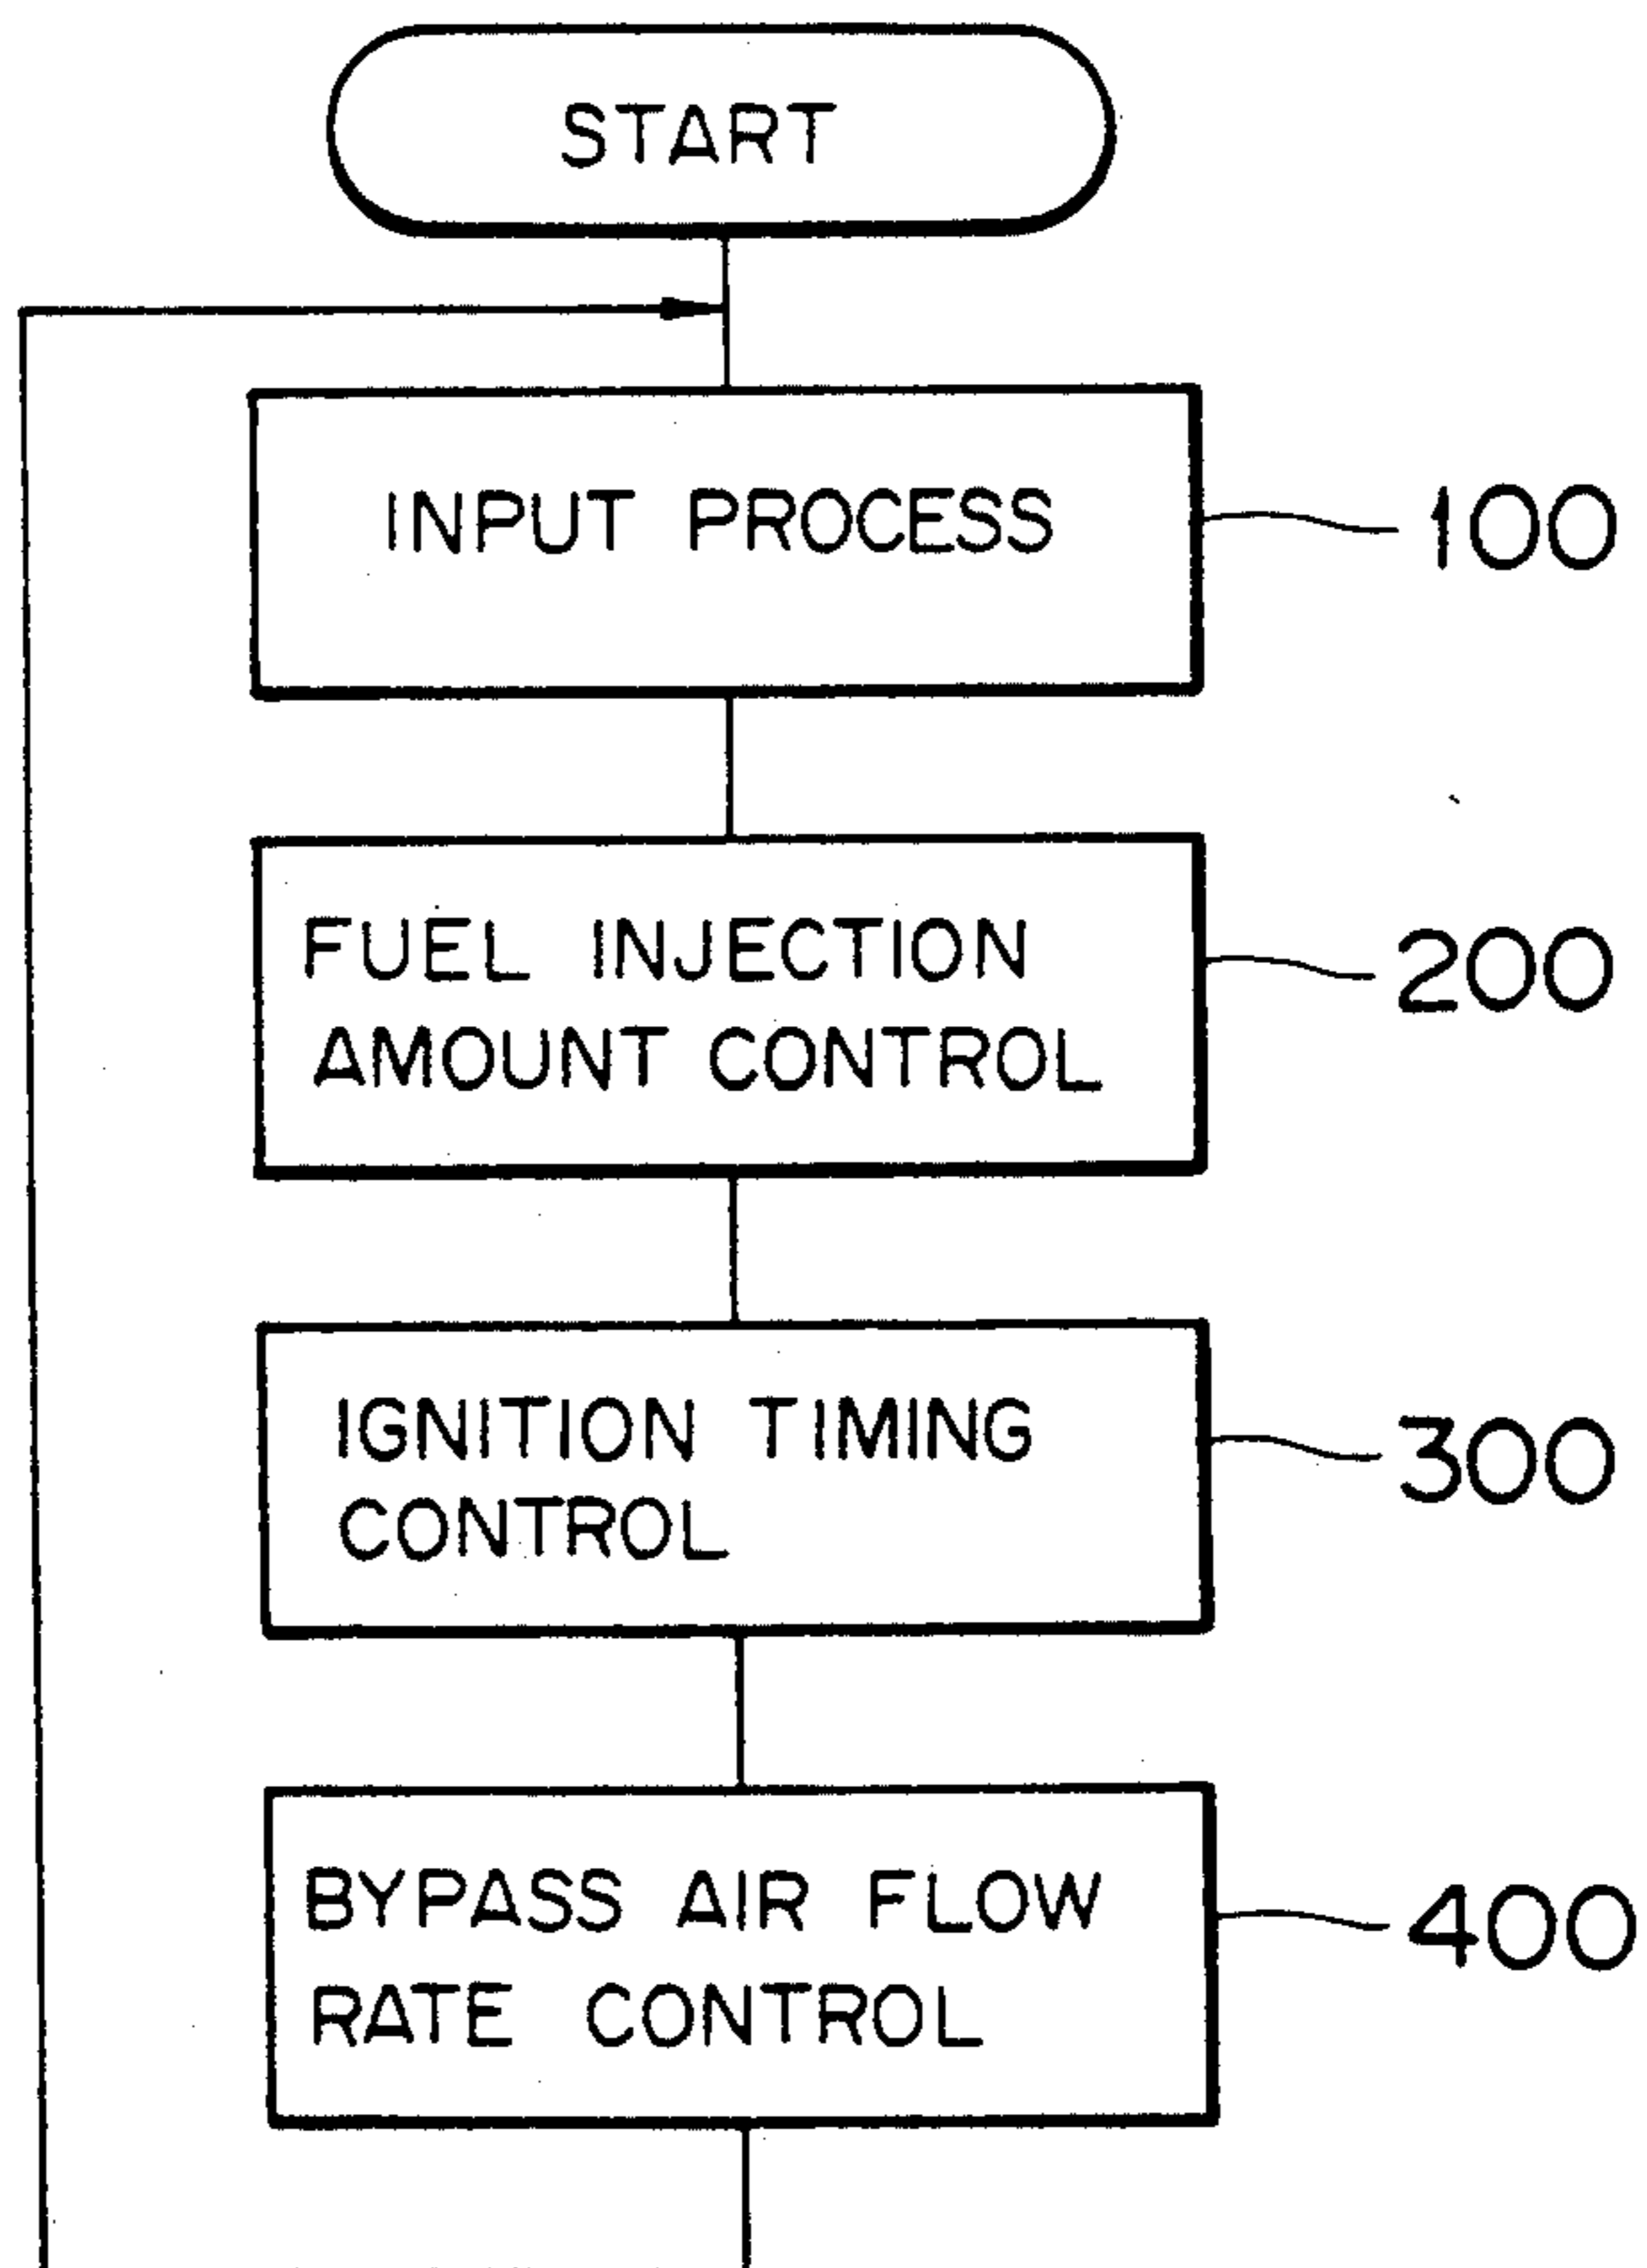 START
INPUT PROCESS
100
FUEL INJECTION
AMOUNT CONTROL
200
IGNITION TIMING
CONTROL
300
BYPASS AIR FLOW
RATE CONTROL
400